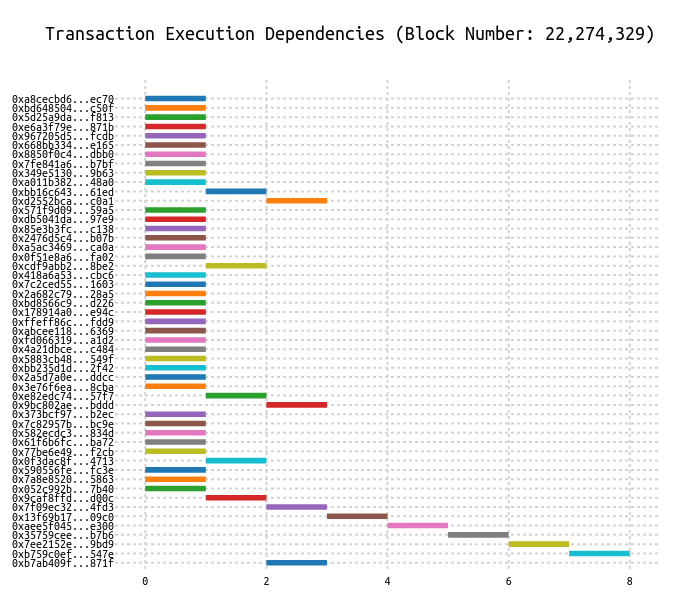 Transaction Execution Dependencies (Block Number: 22,274,329)
0xa8cecbd6...ec70
0xbd648504...c50f
0x5d25a9da...f813
0xe6a3f79e...871b
0x967205d5...fcdb
0x668bb334...e165
0x8850f0c4...dbb0
0x7fe841a6...b7bf
0x349e5130...9b63
0xa011b382...48a0
0xbb16c643...61ed
0xd2552bca...c0a1
0x571f9d09...59a5
0xdb5041da...97e9
0x85e3b3fc...c138
0x2476d5c4...b07b
0xa5ac3469...ca0a
0x0f51e8a6...fa02
0xcdf9abb2...8be2
0x418a6a53...cbc6
0x7c2ced55...1603
0x2a682c79...28a5
0xbd8566c9...d226
0x178914a0...e94c
0xffeff86c...fdd9
0xabcee118...6369
0xfd066319...a1d2
0x4a21dbce...c484
0x5883cb48...549f
0xbb235d1d...2f42
0x2a5d7a0e...ddcc
0x3e76f6ea...8cba
0xe82edc74...57f7
0x9bc802ae...bddd
0x373bcf97...b2ec
0x7c82957b...bc9e
0x582ecdc3...834d
0x61f6b6fc...ba72
0x77be6e49...f2cb
0x0f3dac8f...4713
0x590556fe...fc3e
0x7a8e8520...5863
0x052c992b...7b40
0x9caf8ffd...d00c
0x7f09ec32...4fd3
0x13f69b17...09c0
0xaee5f045...e300
0x35759cee...b7b6
0x7ee2152e...9bd9
0xb759c0ef...547e
0xb7ab409f...871f
0 2 4 6 8